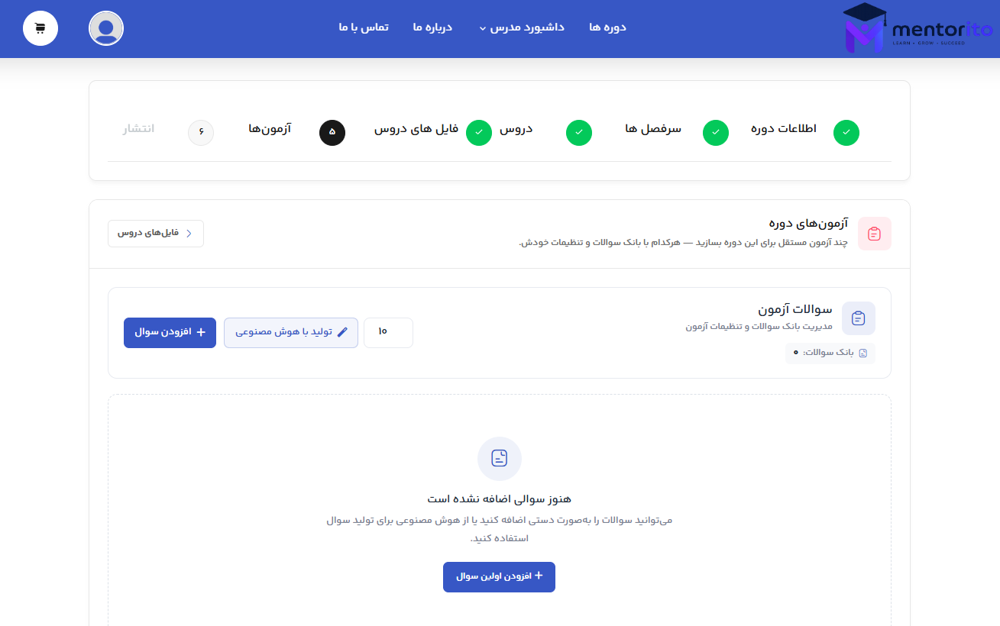 mentorito
LEARN • GROW • SUCCEED
دوره ها
داشبورد مدرس
درباره ما
تماس با ما
اطلاعات دوره
سرفصل ها
دروس
فایل های دروس
۵
آزمون‌ها
۶
انتشار
آزمون‌های دوره
چند آزمون مستقل برای این دوره بسازید — هرکدام با بانک سوالات و تنظیمات خودش.
فایل‌های دروس
سوالات آزمون
مدیریت بانک سوالات و تنظیمات آزمون
بانک سوالات: ۰
۱۰
تولید با هوش مصنوعی
+ افزودن سوال
هنوز سوالی اضافه نشده است
می‌توانید سوالات را به‌صورت دستی اضافه کنید یا از هوش مصنوعی برای تولید سوال
استفاده کنید.
+ افزودن اولین سوال